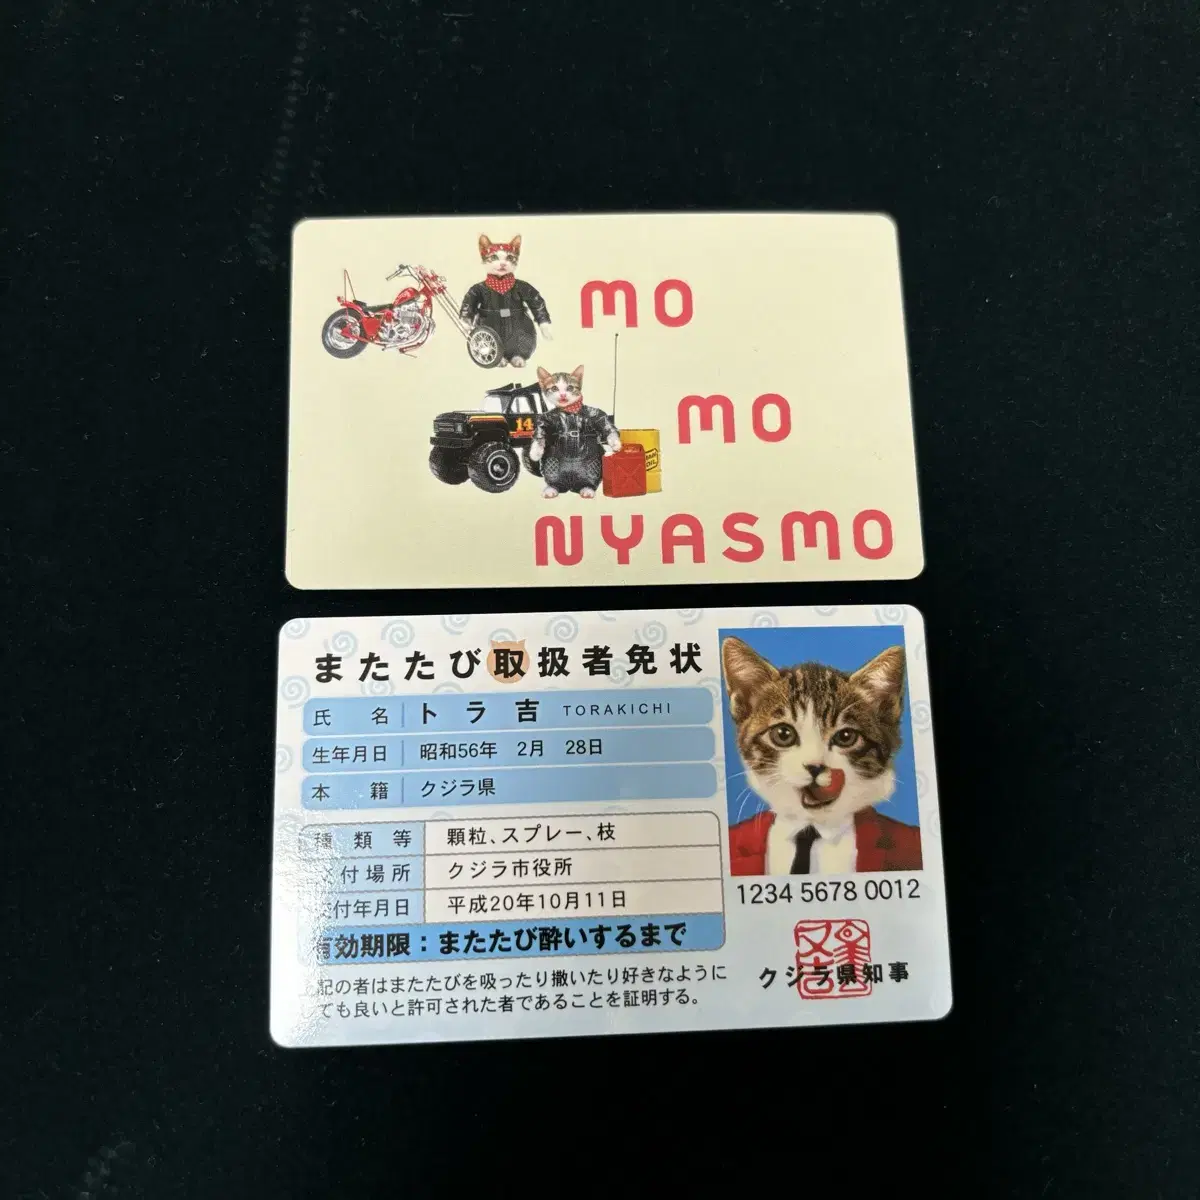 mo
14
mo
OIL
NYASMO
またたび取扱者免状
氏名 トラ吉 TORAKICHI
生年月日 昭和56年 2月 28日
本籍 クジラ県
種類等 顆粒、スプレー、枝
付場所 クジラ市役所
交付年月日 平成20年10月11日
有効期限：またたび酔いするまで
記の者はまたたびを吸ったり撒いたり好きなように
ても良いと許可された者であることを証明する。
1234 5678 0012
クジラ県知事